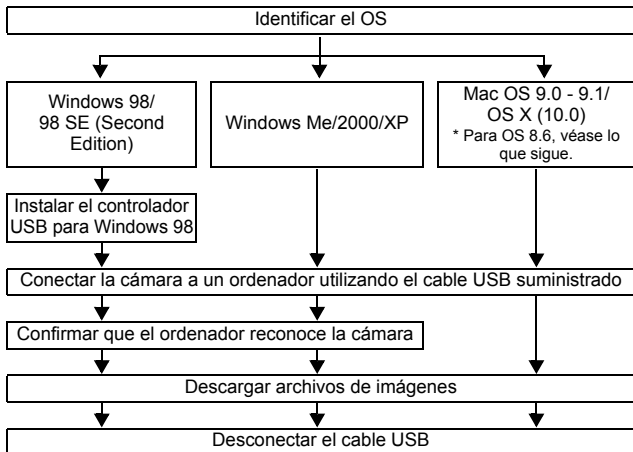 Identificar el OS
Windows 98/
98 SE (Second
Edition)
Windows Me/2000/XP
Mac OS 9.0 - 9.1/
OS X (10.0)
* Para OS 8.6, véase lo
que sigue.
Instalar el controlador
USB para Windows 98
Conectar la cámara a un ordenador utilizando el cable USB suministrado
Confirmar que el ordenador reconoce la cámara
Descargar archivos de imágenes
Desconectar el cable USB